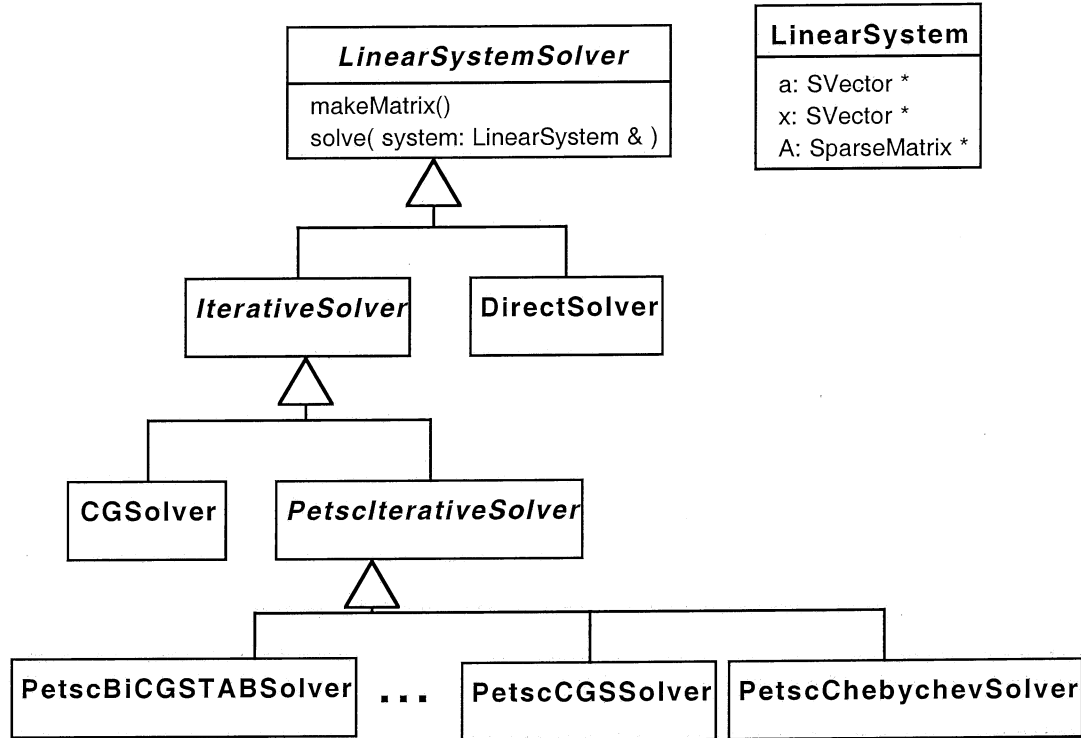 LinearSystemSolver
makeMatrix()
solve( system: LinearSystem & )
LinearSystem
a: SVector *
x: SVector *
A: SparseMatrix *
IterativeSolver
DirectSolver
CGSolver
PetscIterativeSolver
PetscBiCGSTABSolver
...
PetscCGSSolver
PetscChebychevSolver